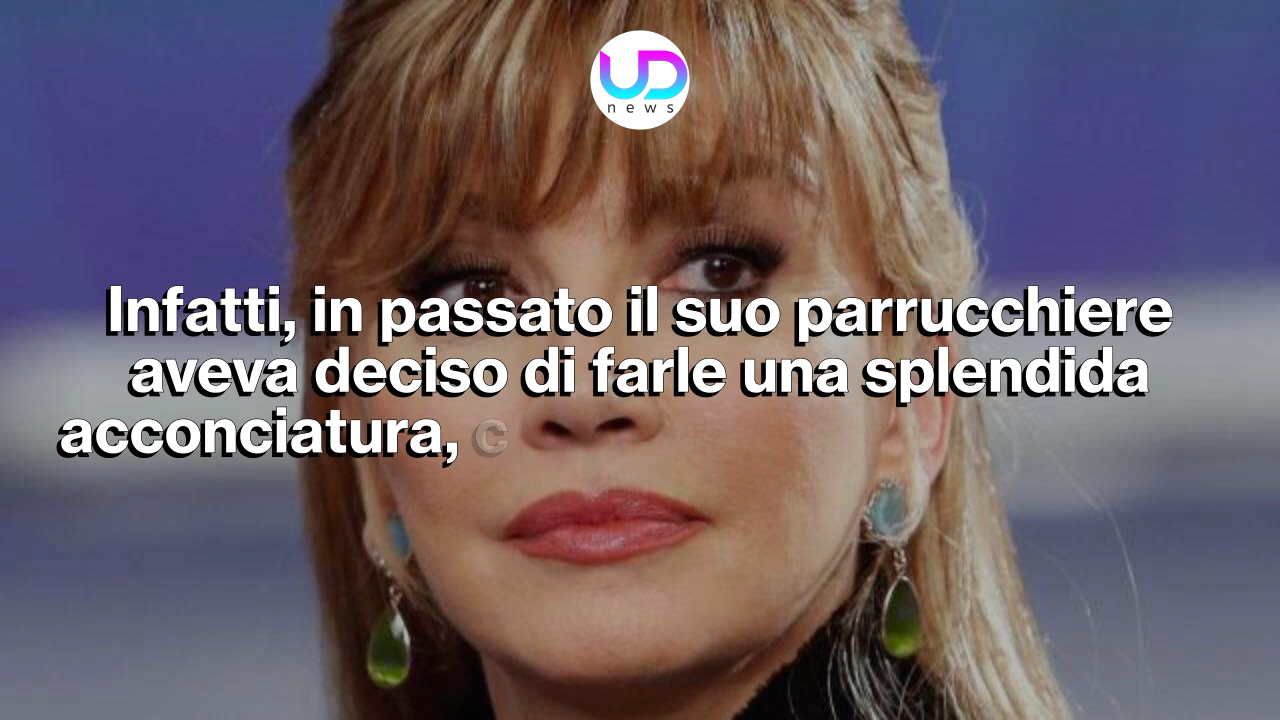 UD
news
Infatti, in passato il suo parrucchiere
aveva deciso di farle una splendida
acconciatura, c